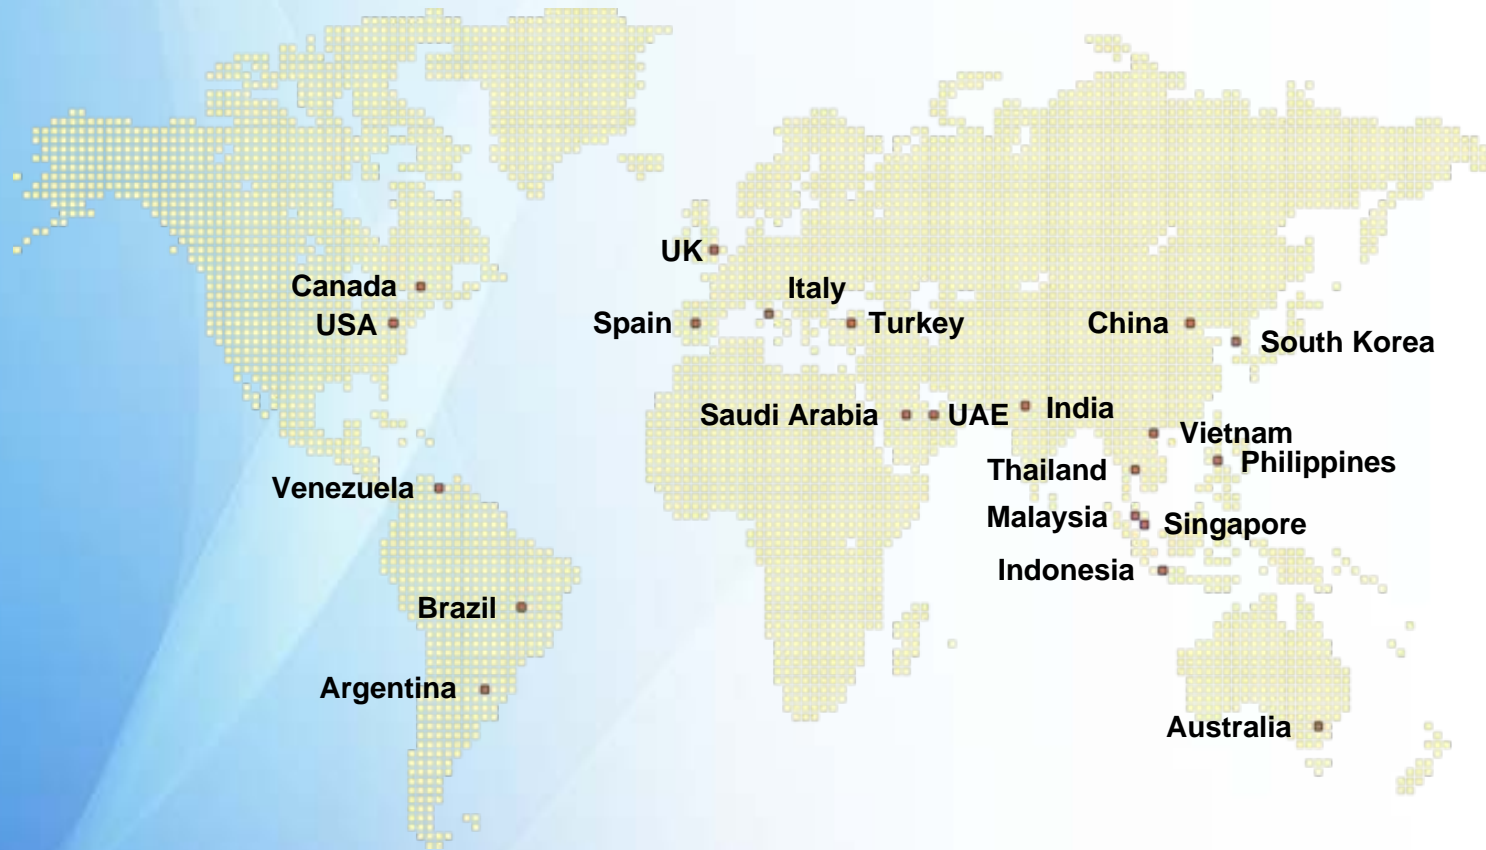 UK
Canada
Italy
USA
Spain
Turkey
China
South Korea
Saudi Arabia
UAE
India
Vietnam
Philippines
Thailand
Venezuela
Malaysia
Singapore
Indonesia
Brazil
Argentina
Australia